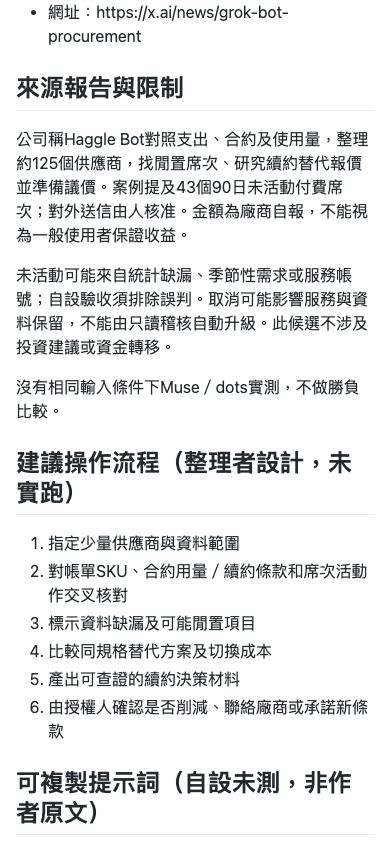 • 網址：https://x.ai/news/grok-bot-
procurement
來源報告與限制
公司稱Haggle Bot對照支出、合約及使用量，整理
約125個供應商，找閒置席次、研究續約替代報價
並準備議價。案例提及43個90日未活動付費席
次；對外送信由人核准。金額為廠商自報，不能視
為一般使用者保證收益。
未活動可能來自統計缺漏、季節性需求或服務帳
號；自設驗收須排除誤判。取消可能影響服務與資
料保留，不能由只讀稽核自動升級。此候選不涉及
投資建議或資金轉移。
沒有相同輸入條件下Muse／dots實測，不做勝負
比較。
建議操作流程（整理者設計，未
實跑）
1. 指定少量供應商與資料範圍
2. 對帳單SKU、合約用量／續約條款和席次活動
作交叉核對
3. 標示資料缺漏及可能閒置項目
4. 比較同規格替代方案及切換成本
5. 產出可查證的續約決策材料
6. 由授權人確認是否削減、聯絡廠商或承諾新條
款
可複製提示詞（自設未測，非作
者原文）